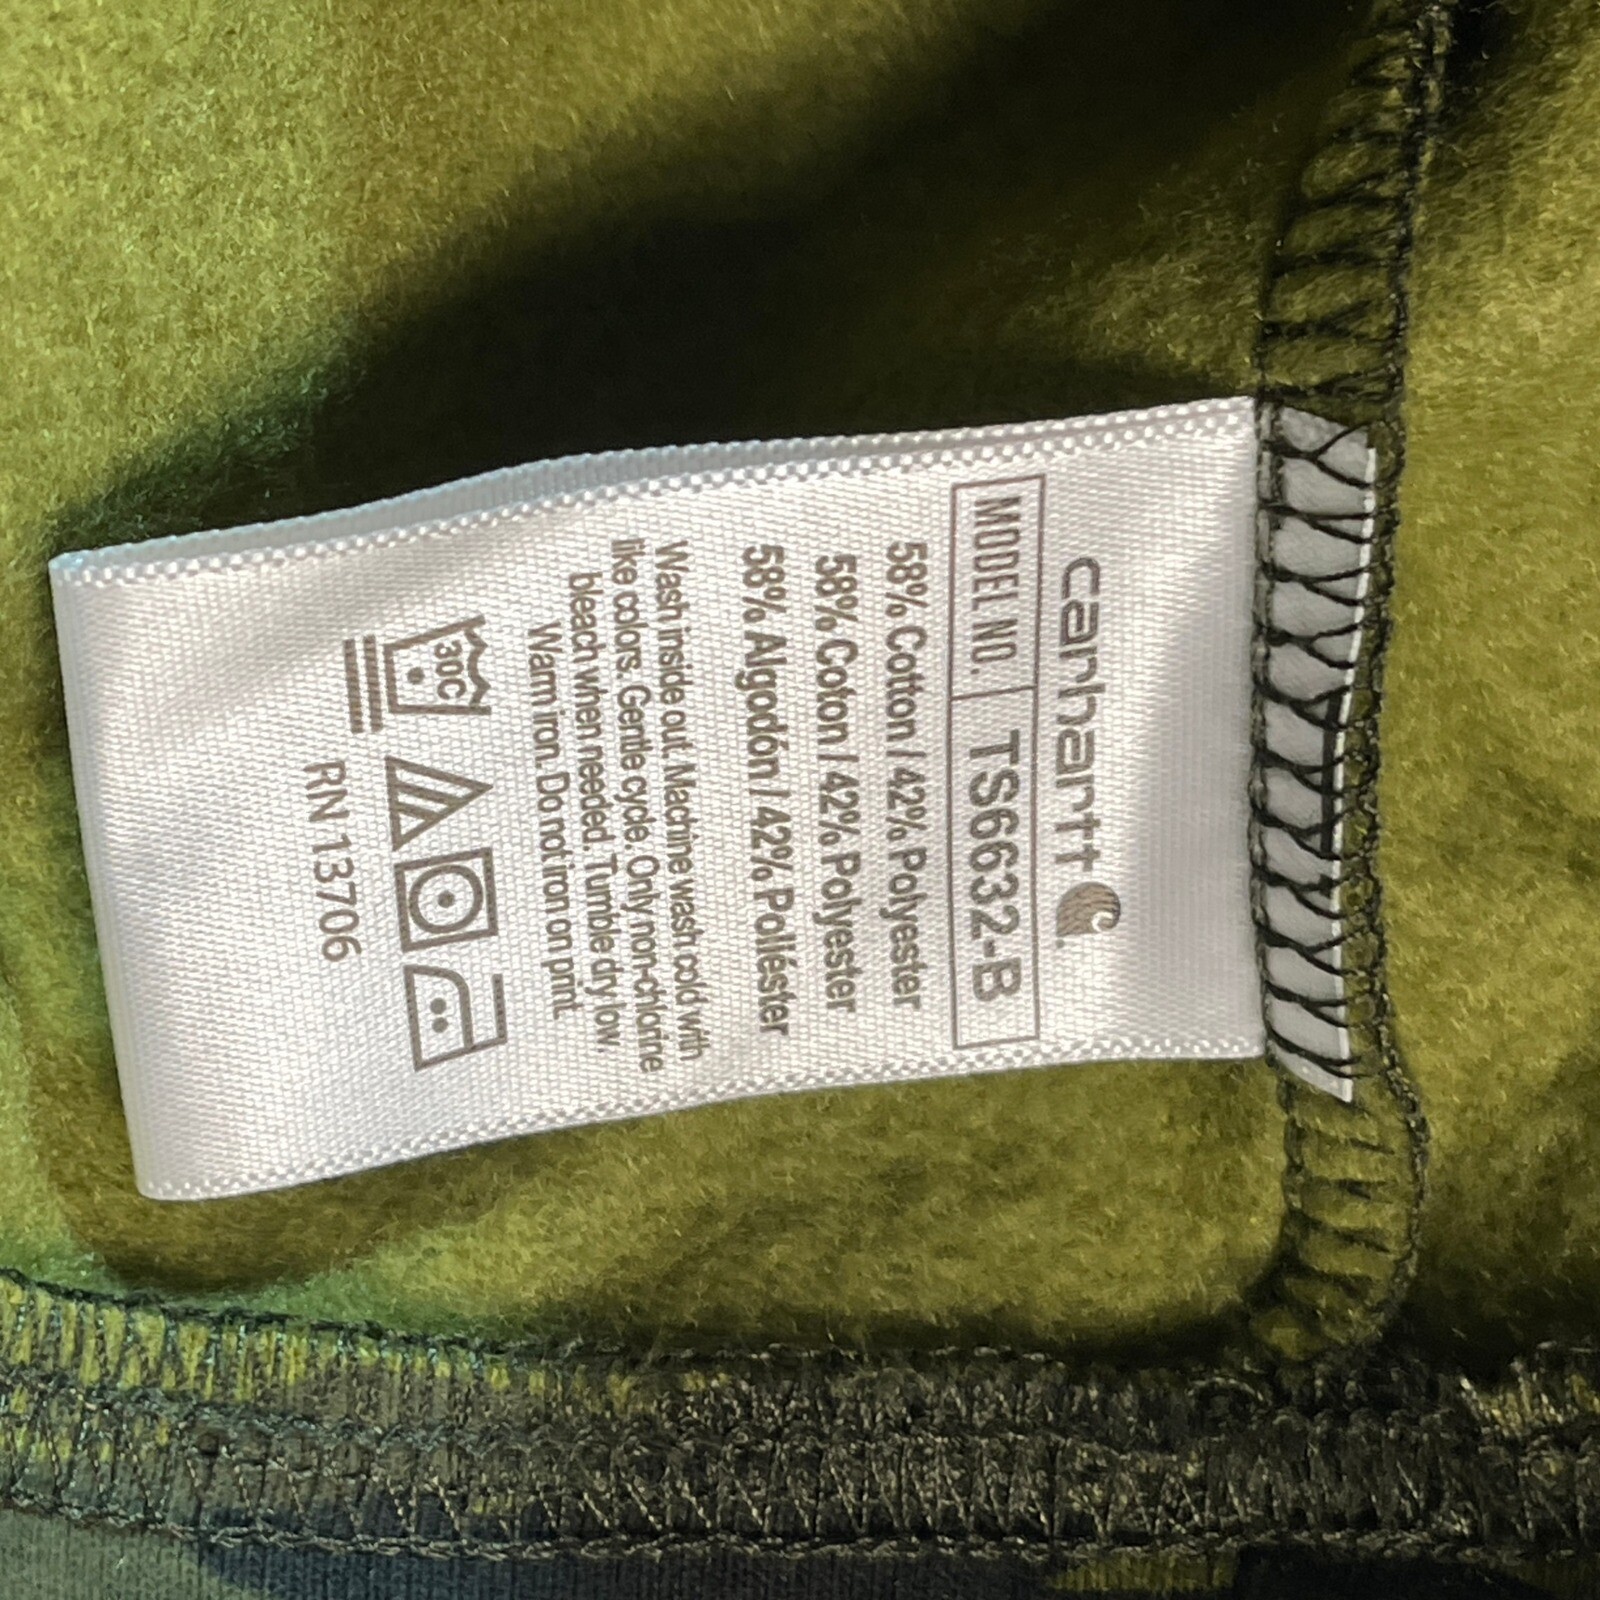 carhartt
MODEL NO. TS6632-B
58% Cotton / 42% Polyester
58% Coton / 42% Polyester
58% Algodón / 42% Poliéster
Wash inside out. Machine wash cold with
like colors. Gentle cycle. Only non-chlorine
bleach when needed. Tumble dry low,
Warm iron. Do not iron on print.
30C
RN 13706